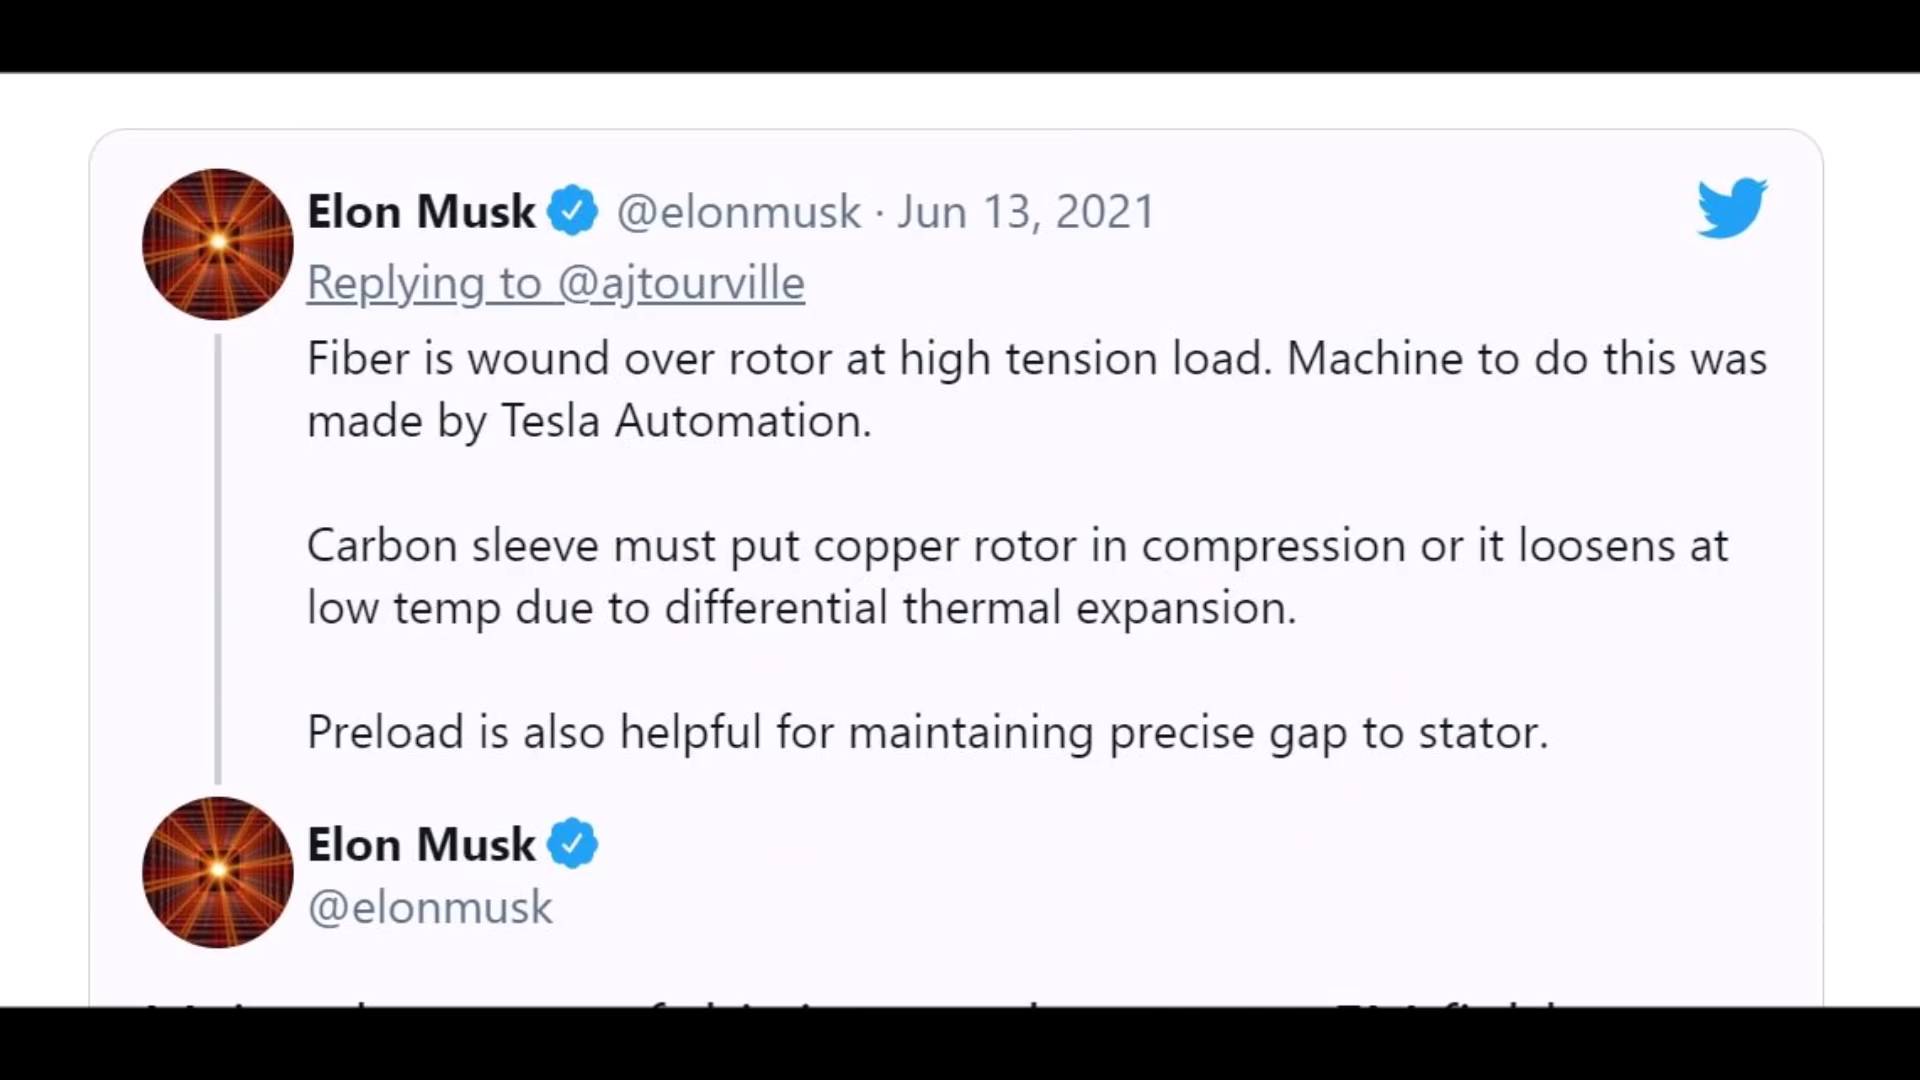 Elon Musk @elonmusk · Jun 13, 2021
Replying to @ajtourville
Fiber is wound over rotor at high tension load. Machine to do this was
made by Tesla Automation.
Carbon sleeve must put copper rotor in compression or it loosens at
low temp due to differential thermal expansion.
Preload is also helpful for maintaining precise gap to stator.
Elon Musk
@elonmusk